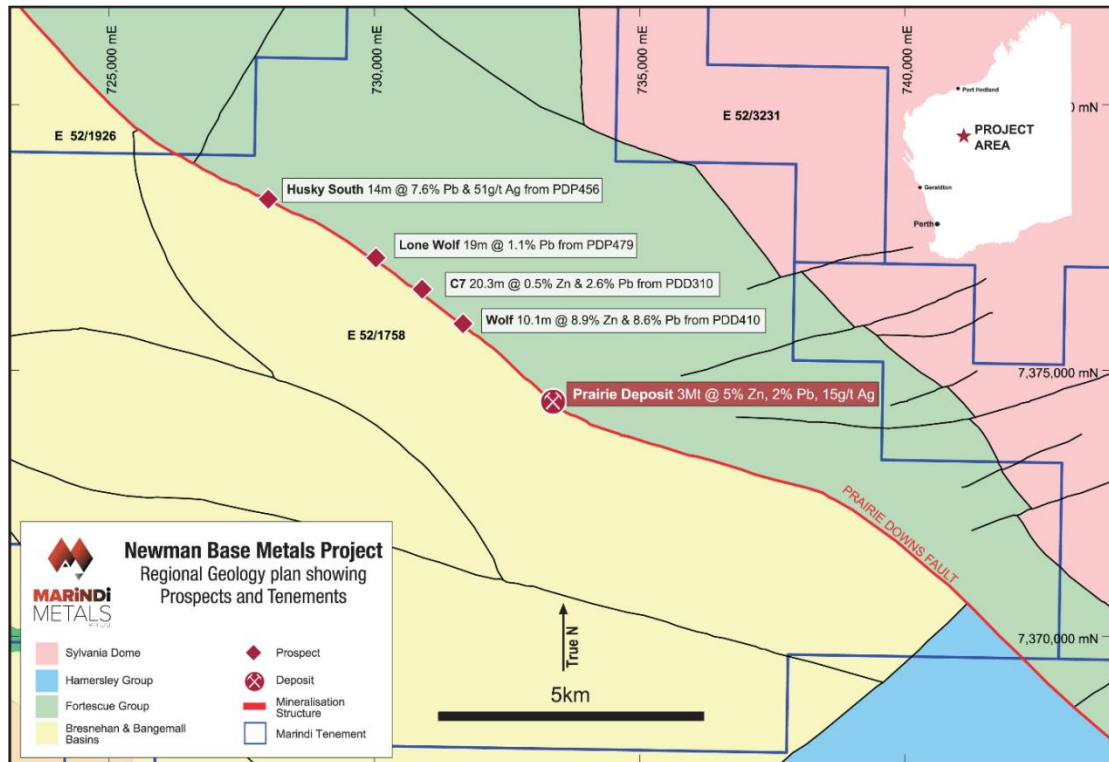 725,000 mE
730,000 mE
735,000 mE
740,000 mE
E 52/1926
E 52/3231
Port Hedland
0 mN
PROJECT
AREA
Geraldton
Perth
Husky South 14m @ 7.6% Pb & 51g/t Ag from PDP456
Lone Wolf 19m @ 1.1% Pb from PDP479
C7 20.3m @ 0.5% Zn & 2.6% Pb from PDD310
Wolf 10.1m @ 8.9% Zn & 8.6% Pb from PDD410
E 52/1758
7,375,000 mN
Prairie Deposit 3Mt @ 5% Zn, 2% Pb, 15g/t Ag
PRAIRIE DOWNS FAULT
7,370,000 mN
True N
5km
MARiNDi
METALS
PTY LTD
Newman Base Metals Project
Regional Geology plan showing
Prospects and Tenements
Sylvania Dome
Hamersley Group
Fortescue Group
Bresnehan & Bangemall
Basins
Prospect
Deposit
Mineralisation
Structure
Marindi Tenement